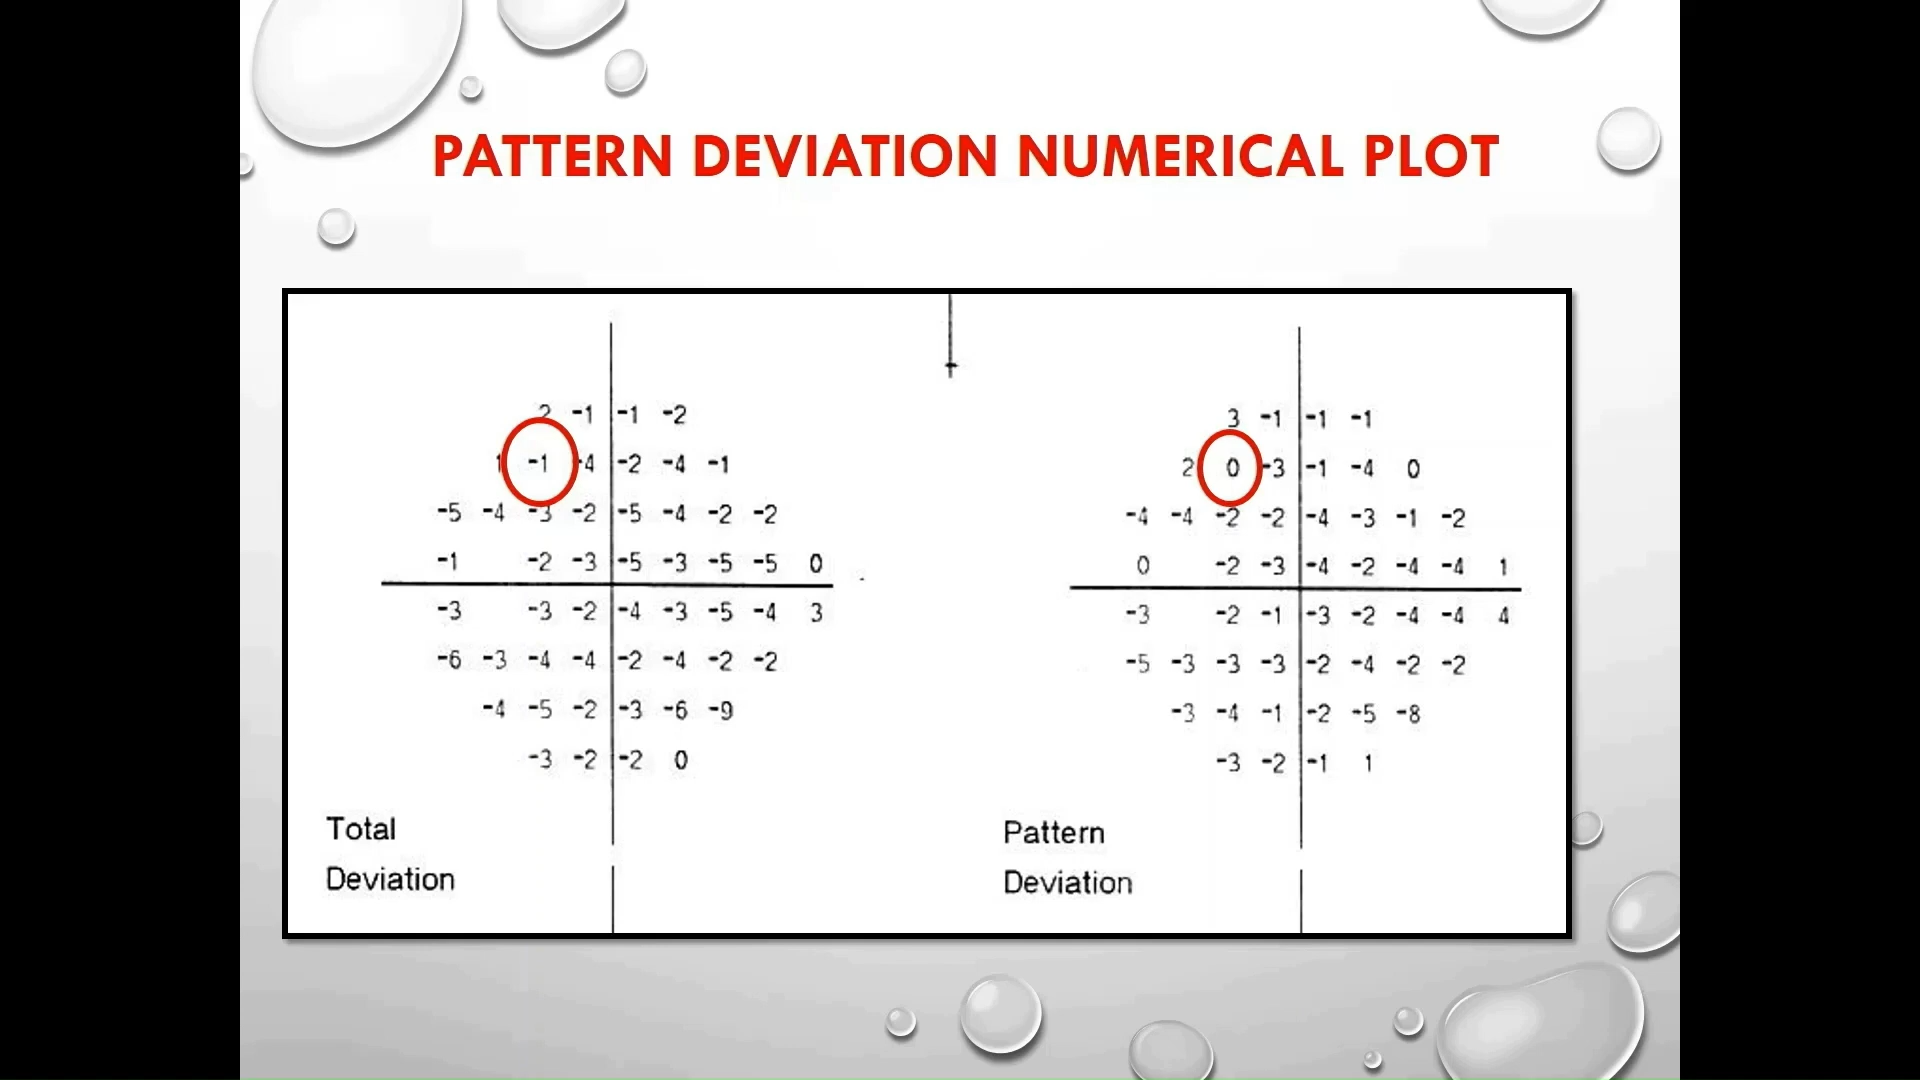 PATTERN DEVIATION NUMERICAL PLOT
2 -1 -1 -2
1 -1 -4 -2 -4 -1
-5 -4 -3 -2 -5 -4 -2 -2
-1 -2 -3 -5 -3 -5 -5 0
-3 -3 -2 -4 -3 -5 -4 3
-6 -3 -4 -4 -2 -4 -2 -2
-4 -5 -2 -3 -6 -9
-3 -2 -2 0
Total
Deviation
3 -1 -1 -1
2 0 -3 -1 -4 0
-4 -4 -2 -2 -4 -3 -1 -2
0 -2 -3 -4 -2 -4 -4 1
-3 -2 -1 -3 -2 -4 -4 4
-5 -3 -3 -3 -2 -4 -2 -2
-3 -4 -1 -2 -5 -8
-3 -2 -1 1
Pattern
Deviation